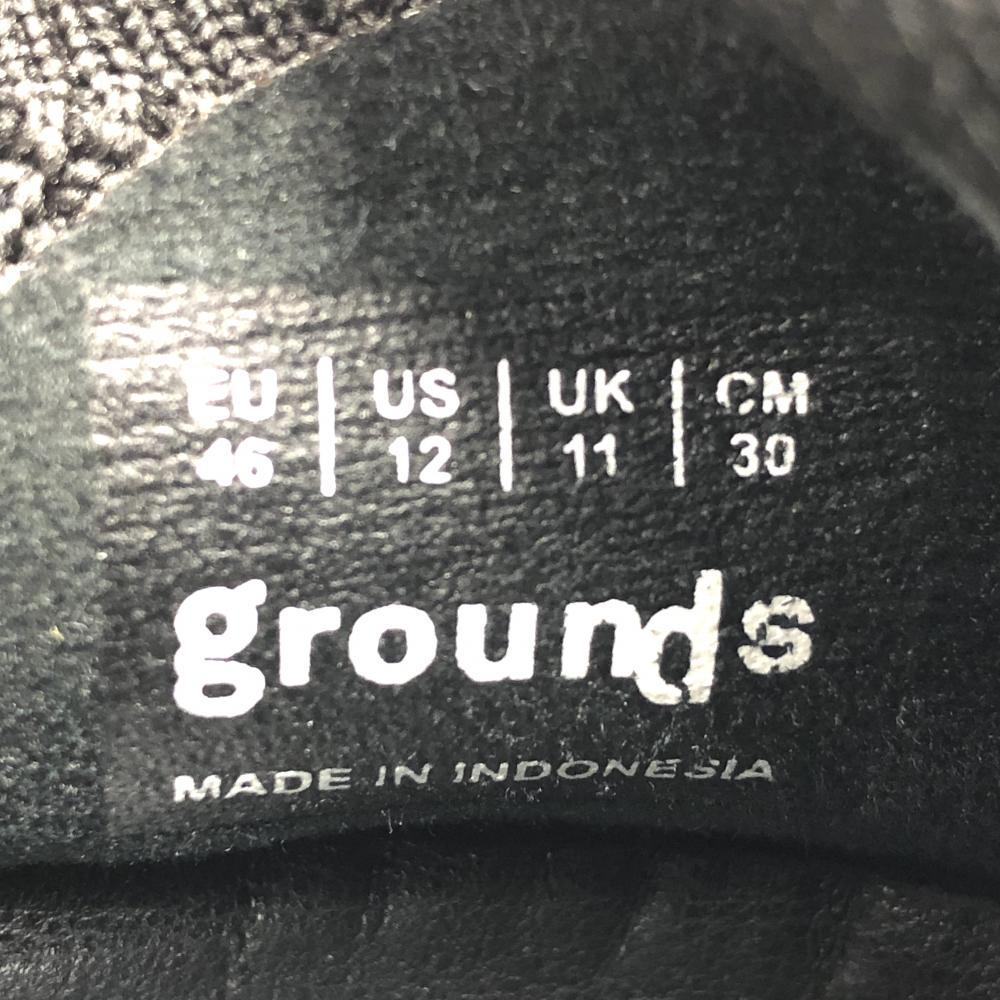 EU | US | UK | CM
46 | 12 | 11 | 30
grounds
MADE IN INDONESIA